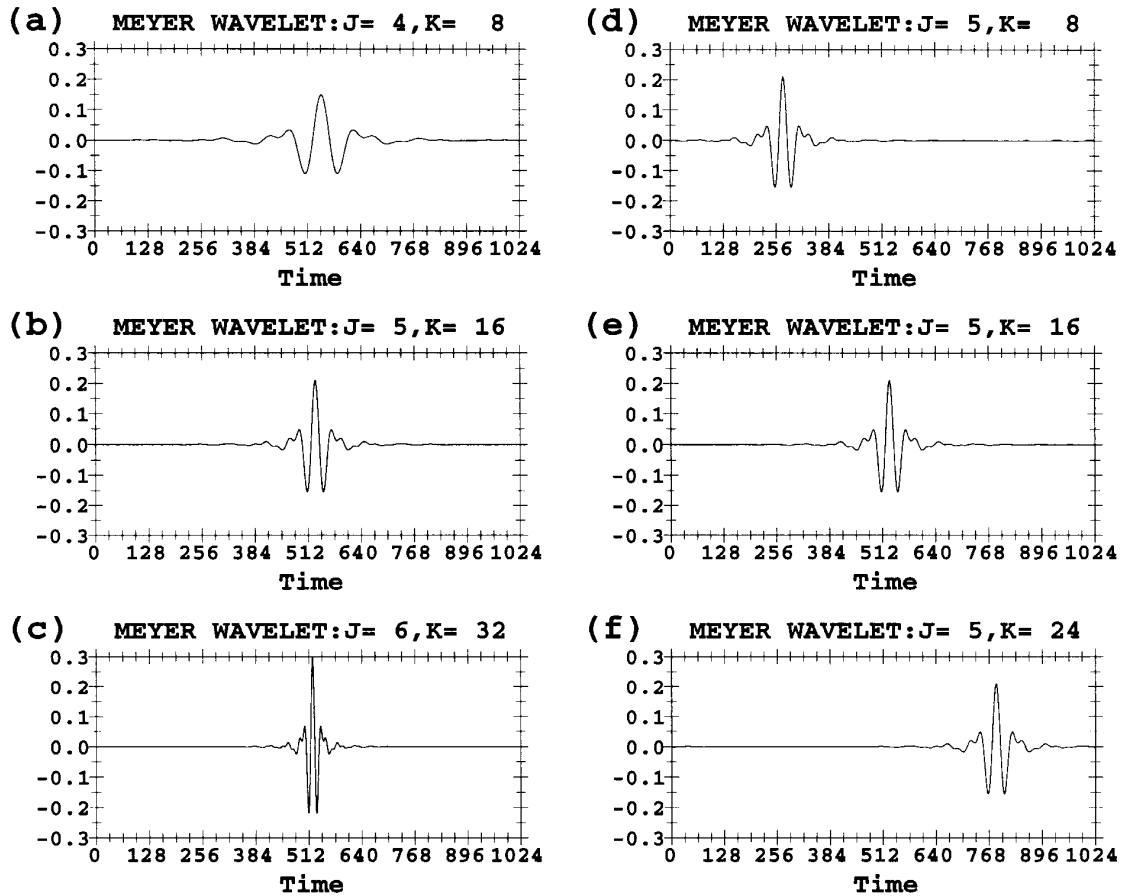 (a) MEYER WAVELET:J= 4,K= 8
0.3
0.2
0.1
0.0
-0.1
-0.2
-0.3
0 128 256 384 512 640 768 896 1024
Time
(b) MEYER WAVELET:J= 5,K= 16
0.3
0.2
0.1
0.0
-0.1
-0.2
-0.3
0 128 256 384 512 640 768 896 1024
Time
(c) MEYER WAVELET:J= 6,K= 32
0.3
0.2
0.1
0.0
-0.1
-0.2
-0.3
0 128 256 384 512 640 768 896 1024
Time
(d) MEYER WAVELET:J= 5,K= 8
0.3
0.2
0.1
0.0
-0.1
-0.2
-0.3
0 128 256 384 512 640 768 896 1024
Time
(e) MEYER WAVELET:J= 5,K= 16
0.3
0.2
0.1
0.0
-0.1
-0.2
-0.3
0 128 256 384 512 640 768 896 1024
Time
(f) MEYER WAVELET:J= 5,K= 24
0.3
0.2
0.1
0.0
-0.1
-0.2
-0.3
0 128 256 384 512 640 768 896 1024
Time